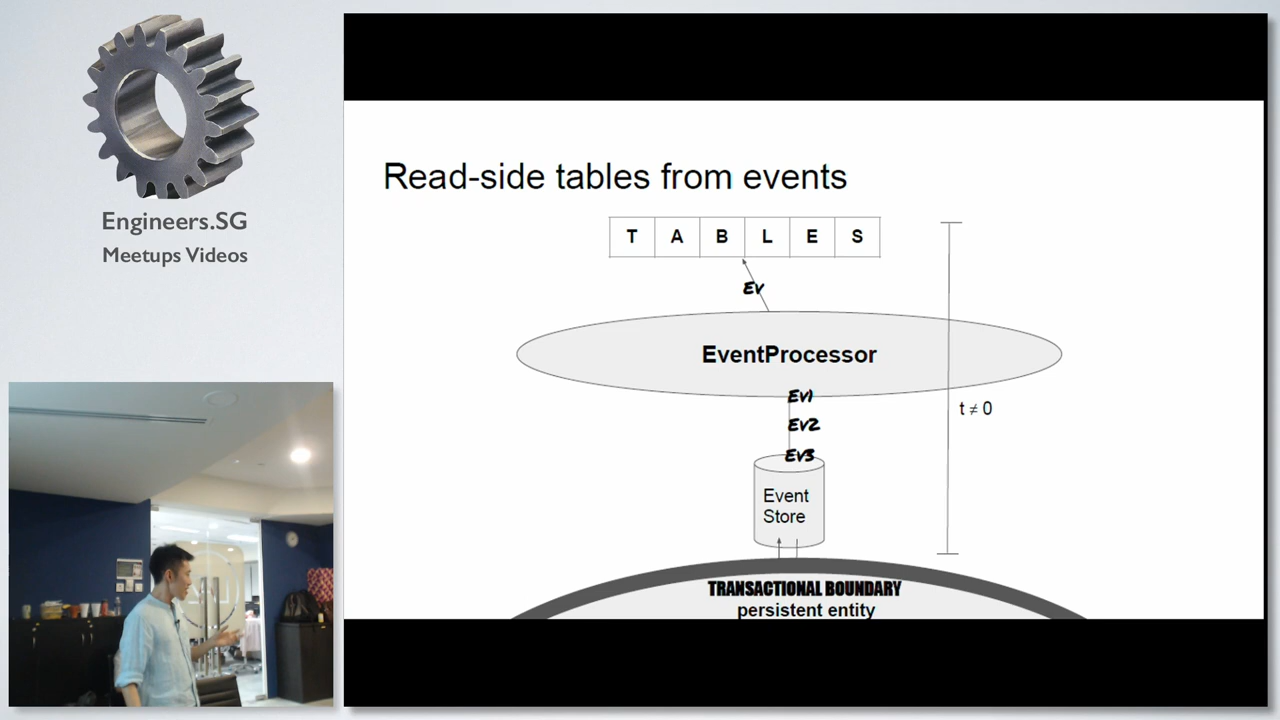 Engineers.SG
Meetups Videos
Read-side tables from events
T A B L E S
Ev
EventProcessor
Ev1
Ev2
Ev3
t ≠ 0
Event
Store
TRANSACTIONAL BOUNDARY
persistent entity